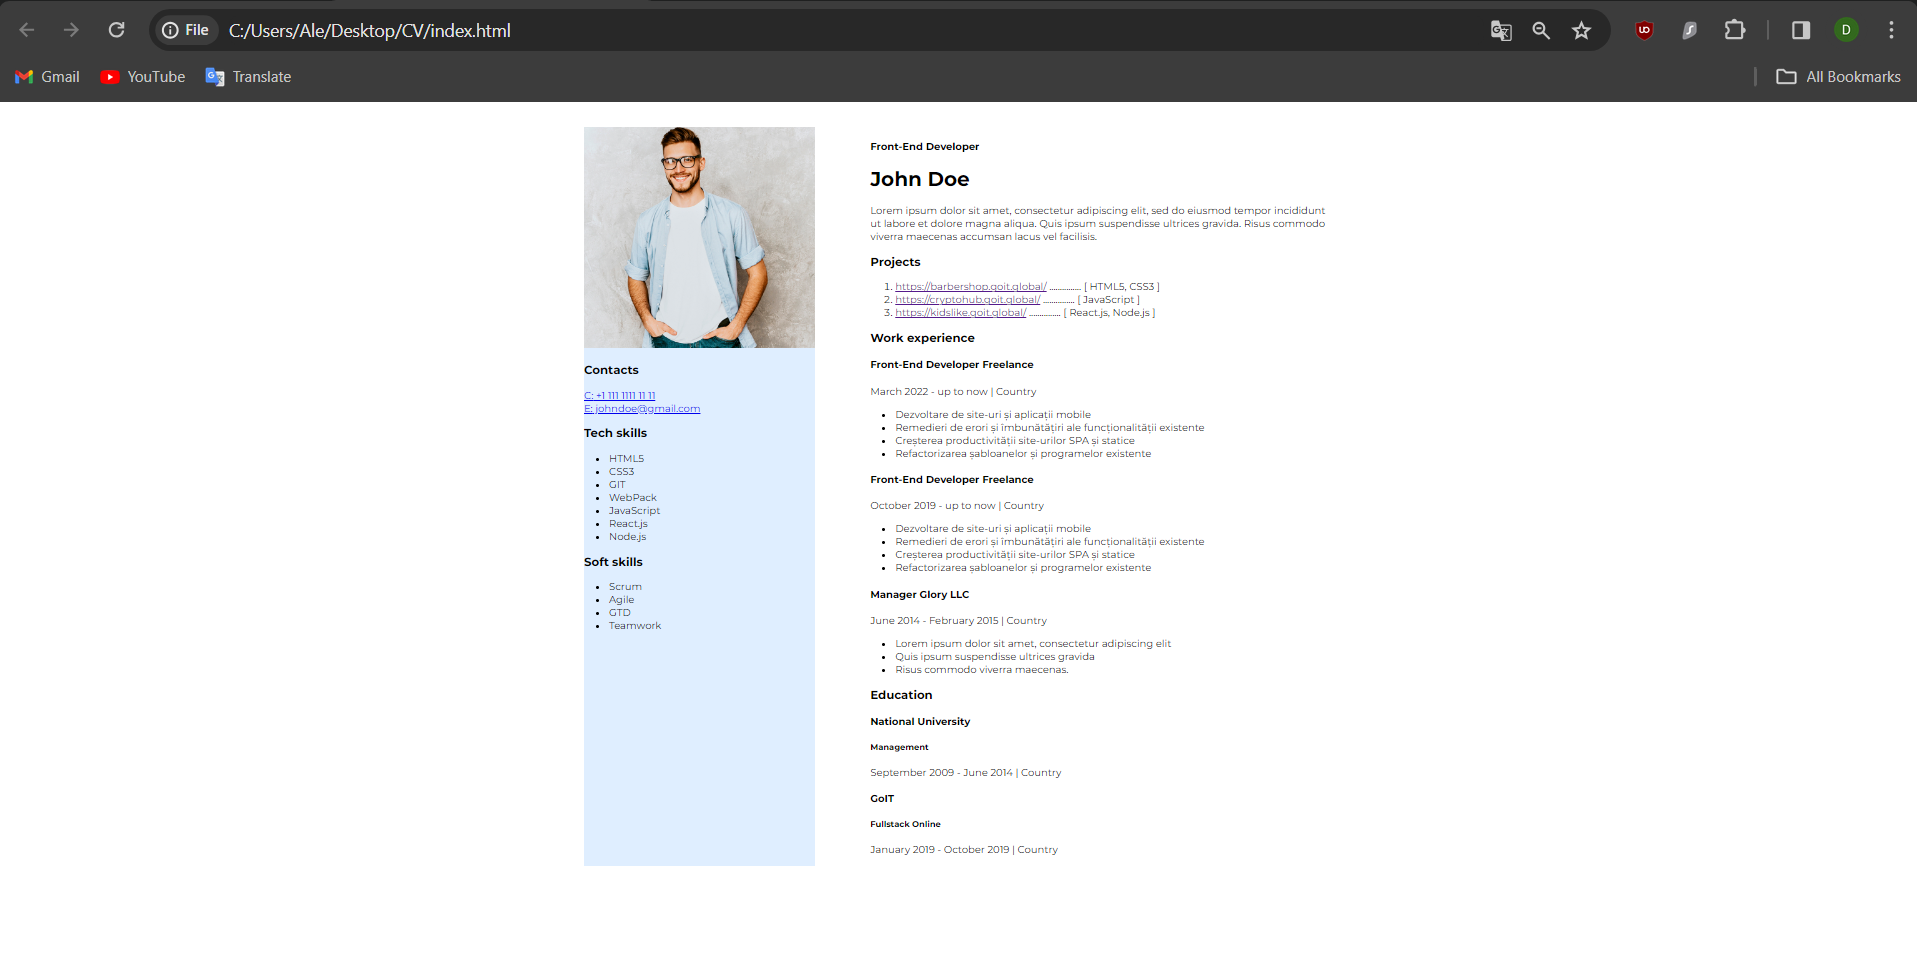 File
C:/Users/Ale/Desktop/CV/index.html
D
Gmail
YouTube
Translate
All Bookmarks
Contacts
C: +1 111 1111 11 11
E: johndoe@gmail.com
Tech skills
HTML5
CSS3
GIT
WebPack
JavaScript
React.js
Node.js
Soft skills
Scrum
Agile
GTD
Teamwork
Front-End Developer
John Doe
Lorem ipsum dolor sit amet, consectetur adipiscing elit, sed do eiusmod tempor incididunt
ut labore et dolore magna aliqua. Quis ipsum suspendisse ultrices gravida. Risus commodo
viverra maecenas accumsan lacus vel facilisis.
Projects
1. https://barbershop.goit.global/ ................ [ HTML5, CSS3 ]
2. https://cryptohub.goit.global/ ................ [ JavaScript ]
3. https://kidslike.goit.global/ ................ [ React.js, Node.js ]
Work experience
Front-End Developer Freelance
March 2022 - up to now | Country
Dezvoltare de site-uri și aplicații mobile
Remedieri de erori și îmbunătățiri ale funcționalității existente
Creșterea productivității site-urilor SPA și statice
Refactorizarea șabloanelor și programelor existente
Front-End Developer Freelance
October 2019 - up to now | Country
Dezvoltare de site-uri și aplicații mobile
Remedieri de erori și îmbunătățiri ale funcționalității existente
Creșterea productivității site-urilor SPA și statice
Refactorizarea șabloanelor și programelor existente
Manager Glory LLC
June 2014 - February 2015 | Country
Lorem ipsum dolor sit amet, consectetur adipiscing elit
Quis ipsum suspendisse ultrices gravida
Risus commodo viverra maecenas.
Education
National University
Management
September 2009 - June 2014 | Country
GoIT
Fullstack Online
January 2019 - October 2019 | Country